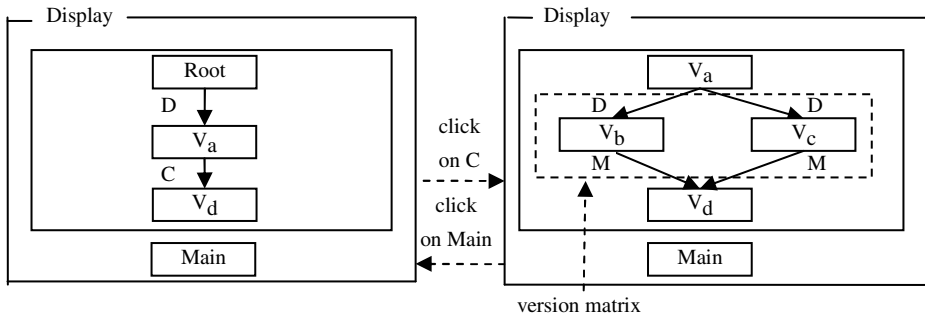 Display
Root
D
V_a
C
V_d
Main
click
on C
click
on Main
Display
V_a
D D
V_b V_c
M M
V_d
Main
version matrix